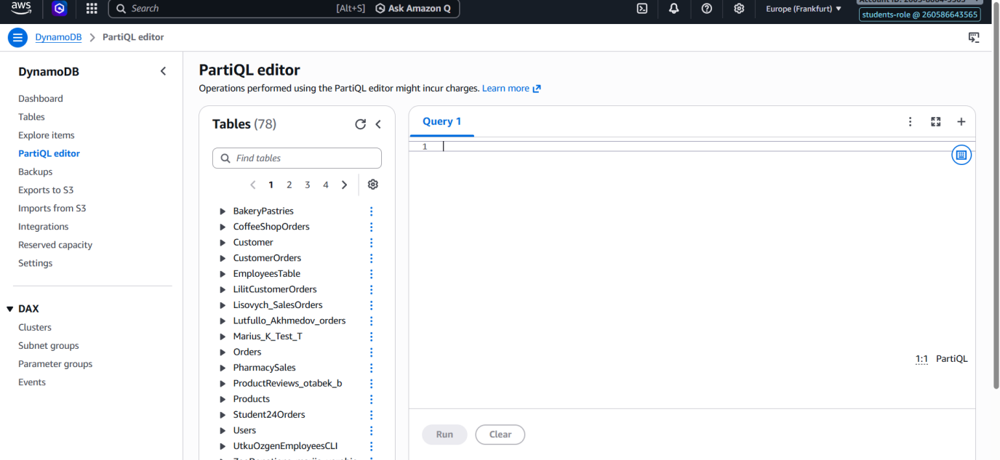 aws
Search [Alt+S] Ask Amazon Q
Europe (Frankfurt)
students-role @ 260586643565
DynamoDB > PartiQL editor
DynamoDB
Dashboard
Tables
Explore items
PartiQL editor
Backups
Exports to S3
Imports from S3
Integrations
Reserved capacity
Settings
DAX
Clusters
Subnet groups
Parameter groups
Events
PartiQL editor
Operations performed using the PartiQL editor might incur charges. Learn more
Tables (78)
Find tables
1 2 3 4
BakeryPastries
CoffeeShopOrders
Customer
CustomerOrders
EmployeesTable
LilitCustomerOrders
Lisovych_SalesOrders
Lutfullo_Akhmedov_orders
Marius_K_Test_T
Orders
PharmacySales
ProductReviews_otabek_b
Products
Student24Orders
Users
UtkuOzgenEmployeesCLI
Query 1
1
1:1 PartiQL
Run Clear